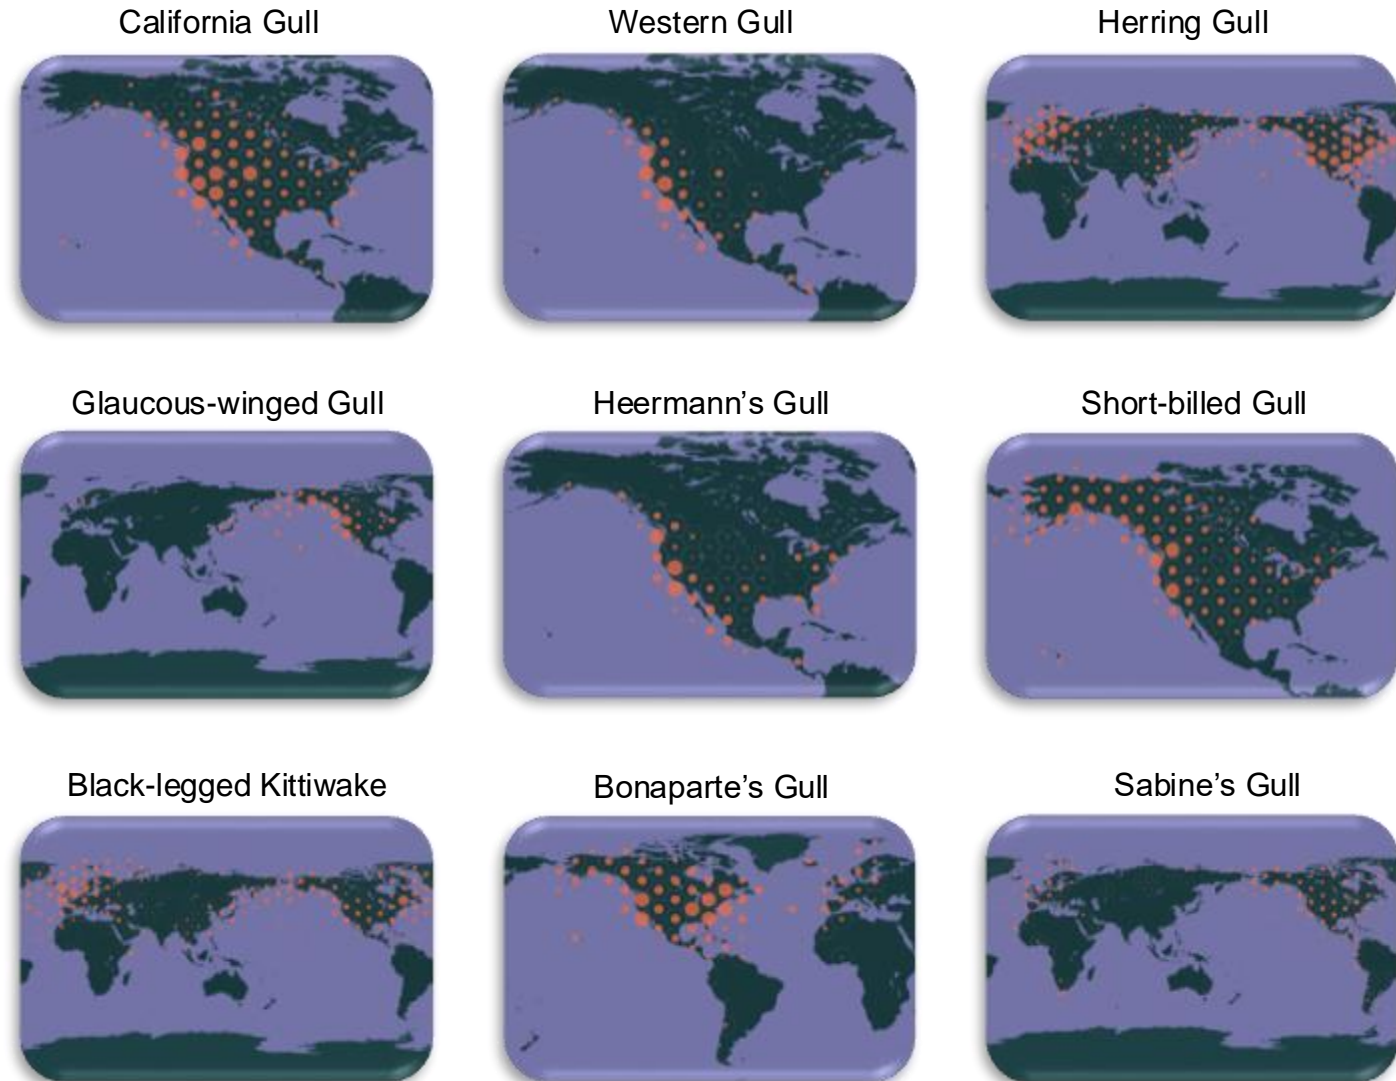 California Gull
Western Gull
Herring Gull
Glaucous-winged Gull
Heermann’s Gull
Short-billed Gull
Black-legged Kittiwake
Bonaparte’s Gull
Sabine’s Gull